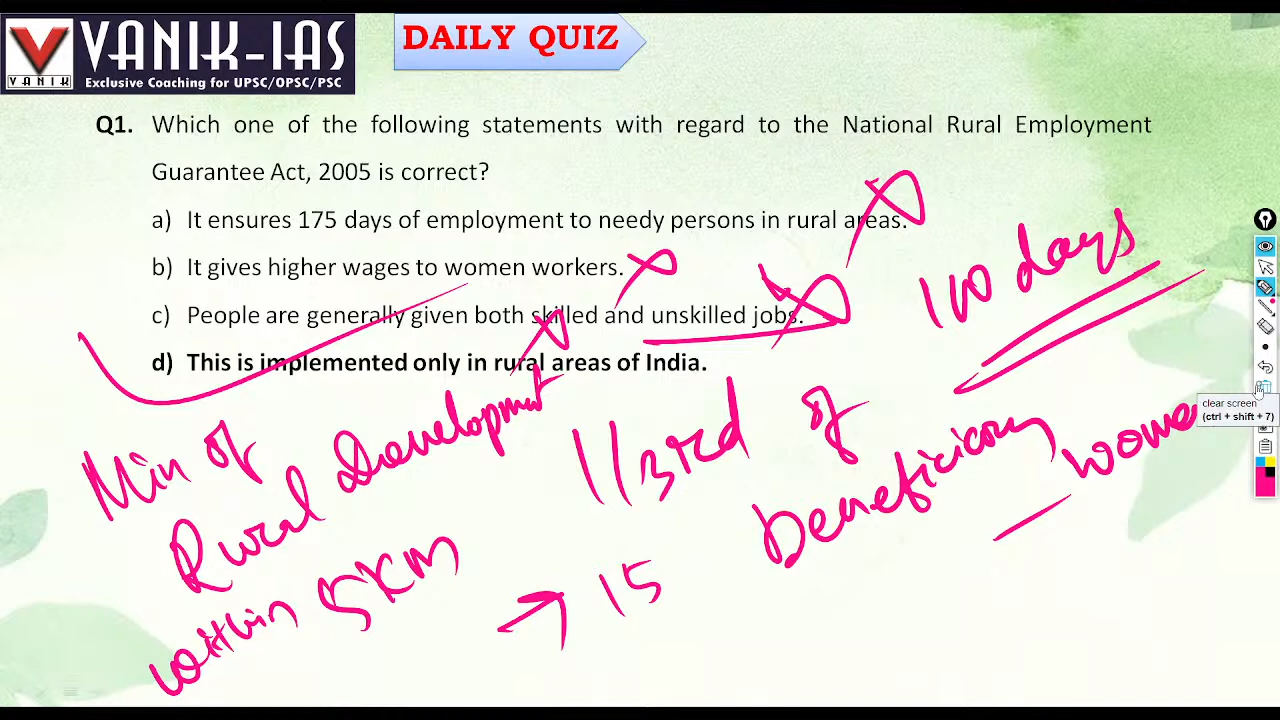 VANIK
VANIK-IAS
Exclusive Coaching for UPSC/OPSC/PSC
DAILY QUIZ
Q1. Which one of the following statements with regard to the National Rural Employment
Guarantee Act, 2005 is correct?
a) It ensures 175 days of employment to needy persons in rural areas.
b) It gives higher wages to women workers.
c) People are generally given both skilled and unskilled jobs.
d) This is implemented only in rural areas of India.
100 days
Min of
Rural Development
within 5KM
1/3rd of
beneficiary
women
→ 15
clear screen
(ctrl + shift + 7)